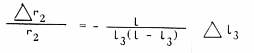 △r₂ / r₂ = - l / l₃(l - l₃) △ l₃